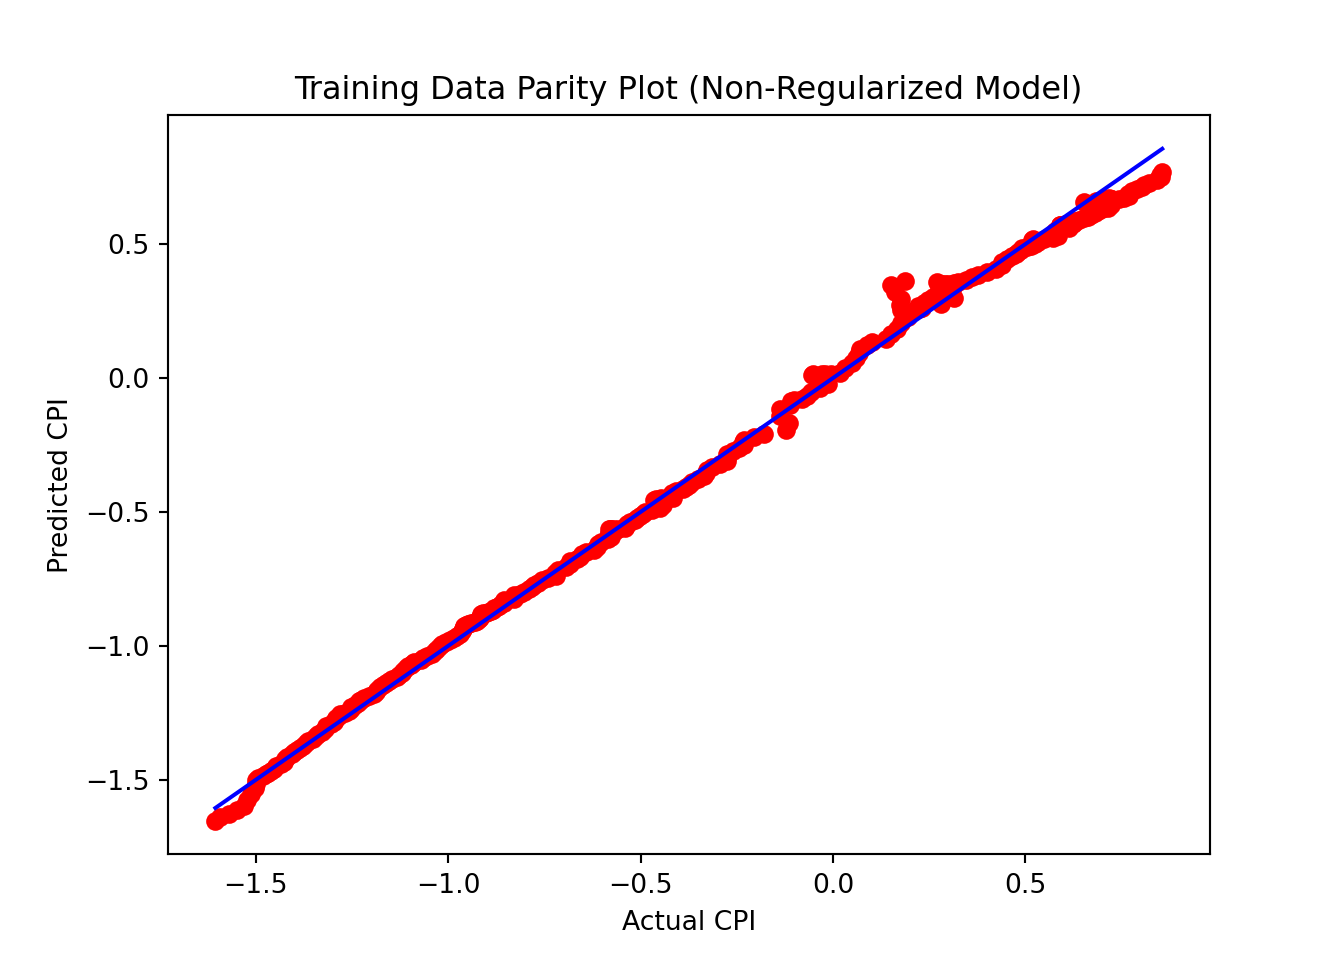 Training Data Parity Plot (Non-Regularized Model)
Predicted CPI
0.5
0.0
−0.5
−1.0
−1.5
−1.5 −1.0 −0.5 0.0 0.5
Actual CPI